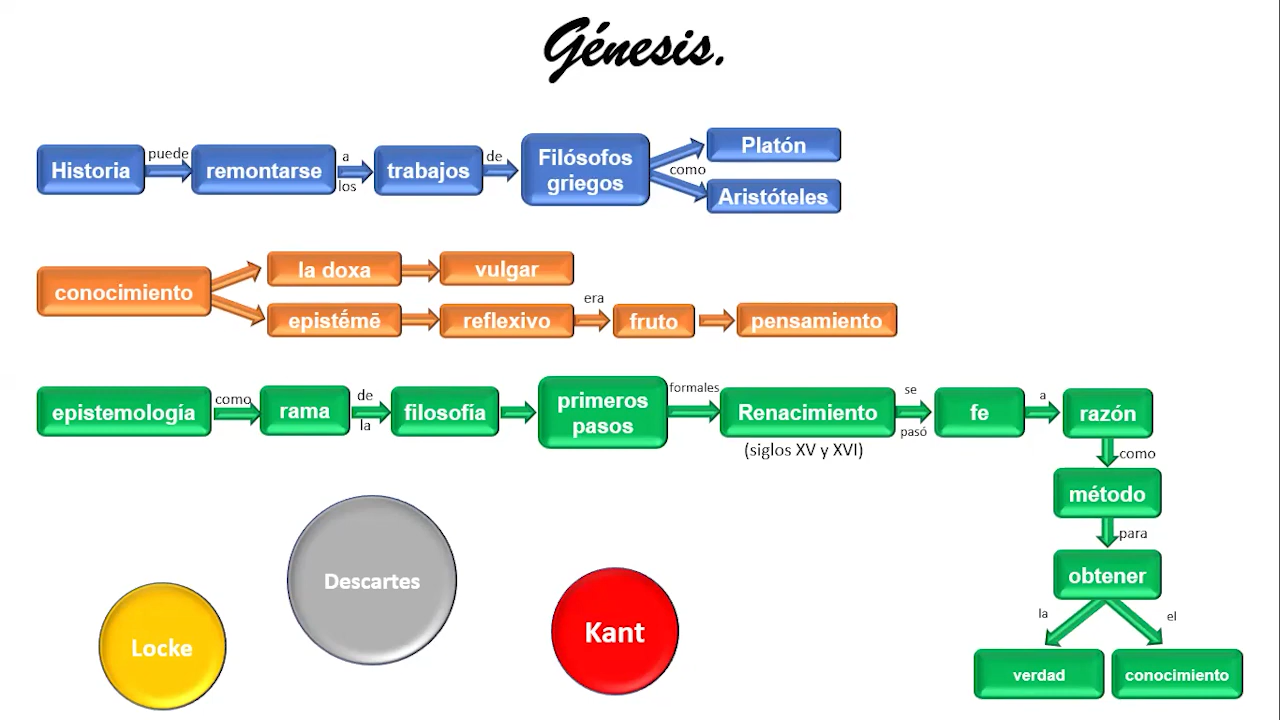 Génesis.
Historia
puede
remontarse
a
los
trabajos
de
Filósofos
griegos
como
Platón
Aristóteles
conocimiento
la doxa
vulgar
epistḗmē
reflexivo
era
fruto
pensamiento
epistemología
como
rama
de
la
filosofía
primeros
pasos
formales
Renacimiento
(siglos XV y XVI)
se
pasó
fe
a
razón
como
método
para
obtener
la
el
verdad
conocimiento
Descartes
Locke
Kant